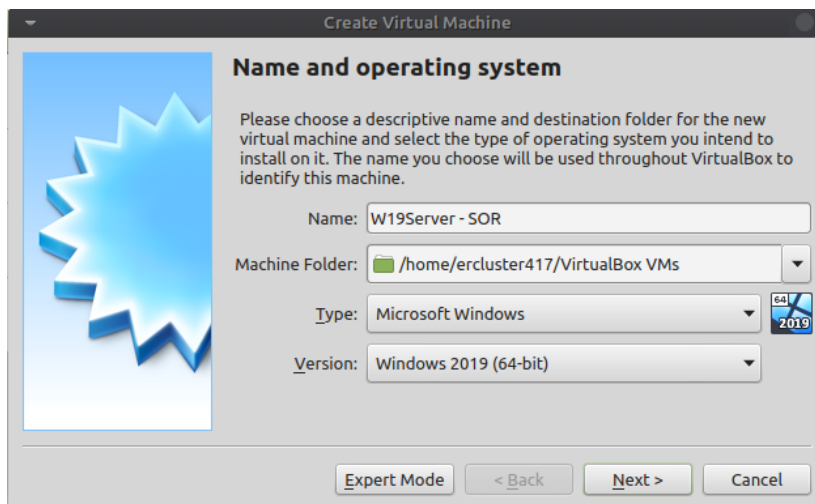 Create Virtual Machine
Name and operating system
Please choose a descriptive name and destination folder for the new
virtual machine and select the type of operating system you intend to
install on it. The name you choose will be used throughout VirtualBox to
identify this machine.
Name: W19Server - SOR
Machine Folder: /home/ercluster417/VirtualBox VMs
Type: Microsoft Windows
64
2019
Version: Windows 2019 (64-bit)
Expert Mode < Back Next > Cancel